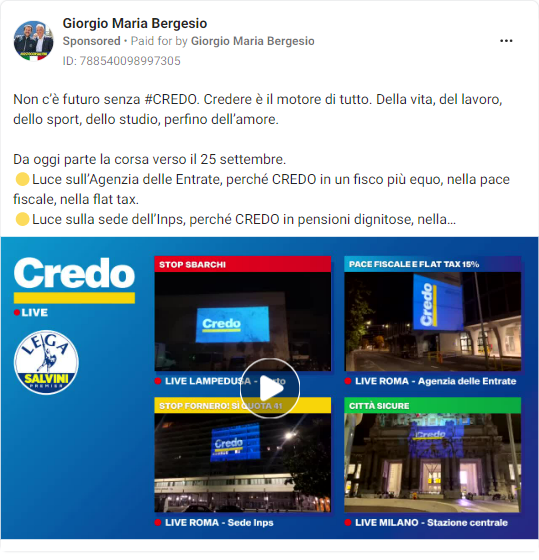 Giorgio Maria Bergesio
Sponsored • Paid for by Giorgio Maria Bergesio
ID: 788540098997305
Non c'è futuro senza #CREDO. Credere è il motore di tutto. Della vita, del lavoro,
dello sport, dello studio, perfino dell'amore.
Da oggi parte la corsa verso il 25 settembre.
Luce sull'Agenzia delle Entrate, perché CREDO in un fisco più equo, nella pace
fiscale, nella flat tax.
Luce sulla sede dell'Inps, perché CREDO in pensioni dignitose, nella...
Credo
LIVE
LEGA
SALVINI
PREMIER
STOP SBARCHI
Credo
LIVE LAMPEDUSA -
PACE FISCALE E FLAT TAX 15%
Credo
LIVE ROMA - Agenzia delle Entrate
STOP FORNERO! SI QUOTA 41
Credo
LIVE ROMA - Sede Inps
CITTÀ SICURE
Credo
LIVE MILANO - Stazione centrale